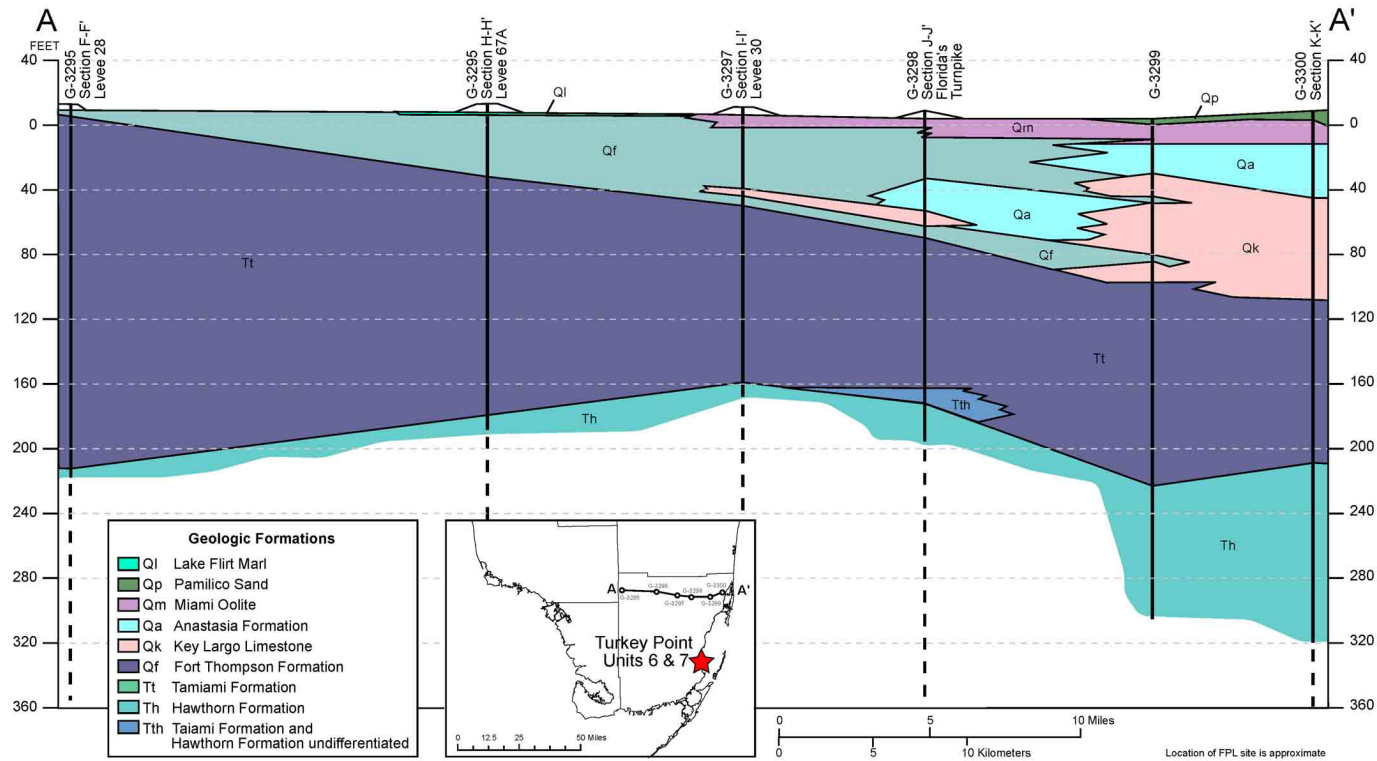 A
A'
FEET
G-3295
Section F-F'
Levee 28
G-3295
Section H-H'
Levee 67A
G-3297
Section I-I'
Levee 30
G-3298
Section J-J'
Florida's
Turnpike
G-3299
G-3300
Section K-K'
40
0
40
80
120
160
200
240
280
320
360
40
0
40
80
120
160
200
240
280
320
360
Ql
Qp
Qm
Qf
Qa
Qa
Qk
Qf
Tt
Tt
Tth
Th
Th
Geologic Formations
Ql Lake Flirt Marl
Qp Pamilico Sand
Qm Miami Oolite
Qa Anastasia Formation
Qk Key Largo Limestone
Qf Fort Thompson Formation
Tt Tamiami Formation
Th Hawthorn Formation
Tth Taiami Formation and
Hawthorn Formation undifferentiated
A
G-3295
G-3296
G-3297
G-3298
G-3299
G-3300
A'
Turkey Point
Units 6 & 7
0 12.5 25 50 Miles
0 5 10 Miles
0 5 10 Kilometers
Location of FPL site is approximate